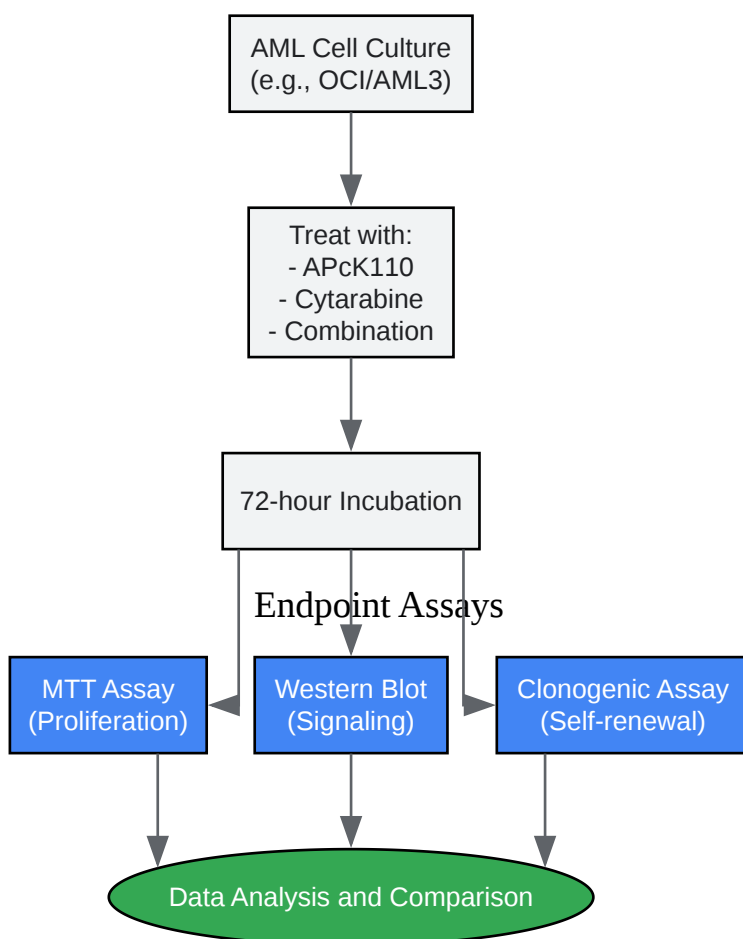 AML Cell Culture
(e.g., OCI/AML3)
Treat with:
- APcK110
- Cytarabine
- Combination
72-hour Incubation
Endpoint Assays
MTT Assay
(Proliferation)
Western Blot
(Signaling)
Clonogenic Assay
(Self-renewal)
Data Analysis and Comparison